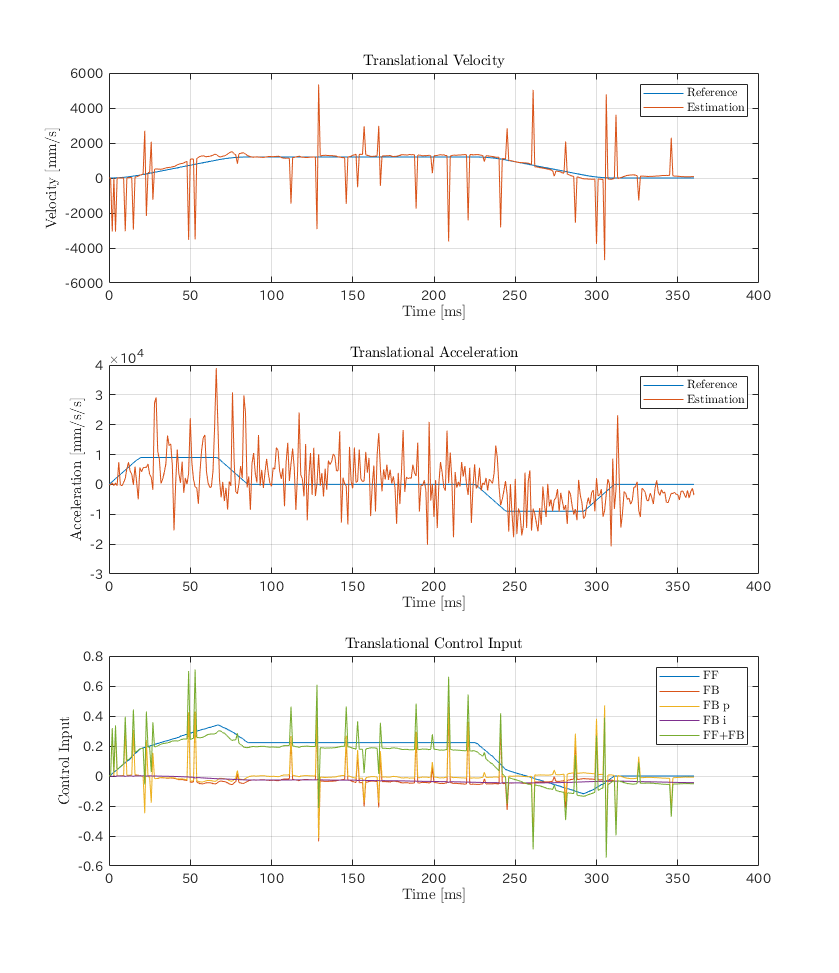 Translational Velocity
6000
4000
2000
0
-2000
-4000
-6000
Velocity [mm/s]
Reference
Estimation
0 50 100 150 200 250 300 350 400
Time [ms]
Translational Acceleration
×10^4
4
3
2
1
0
-1
-2
-3
Acceleration [mm/s/s]
Reference
Estimation
0 50 100 150 200 250 300 350 400
Time [ms]
Translational Control Input
0.8
0.6
0.4
0.2
0
-0.2
-0.4
-0.6
Control Input
FF
FB
FB p
FB i
FF+FB
0 50 100 150 200 250 300 350 400
Time [ms]